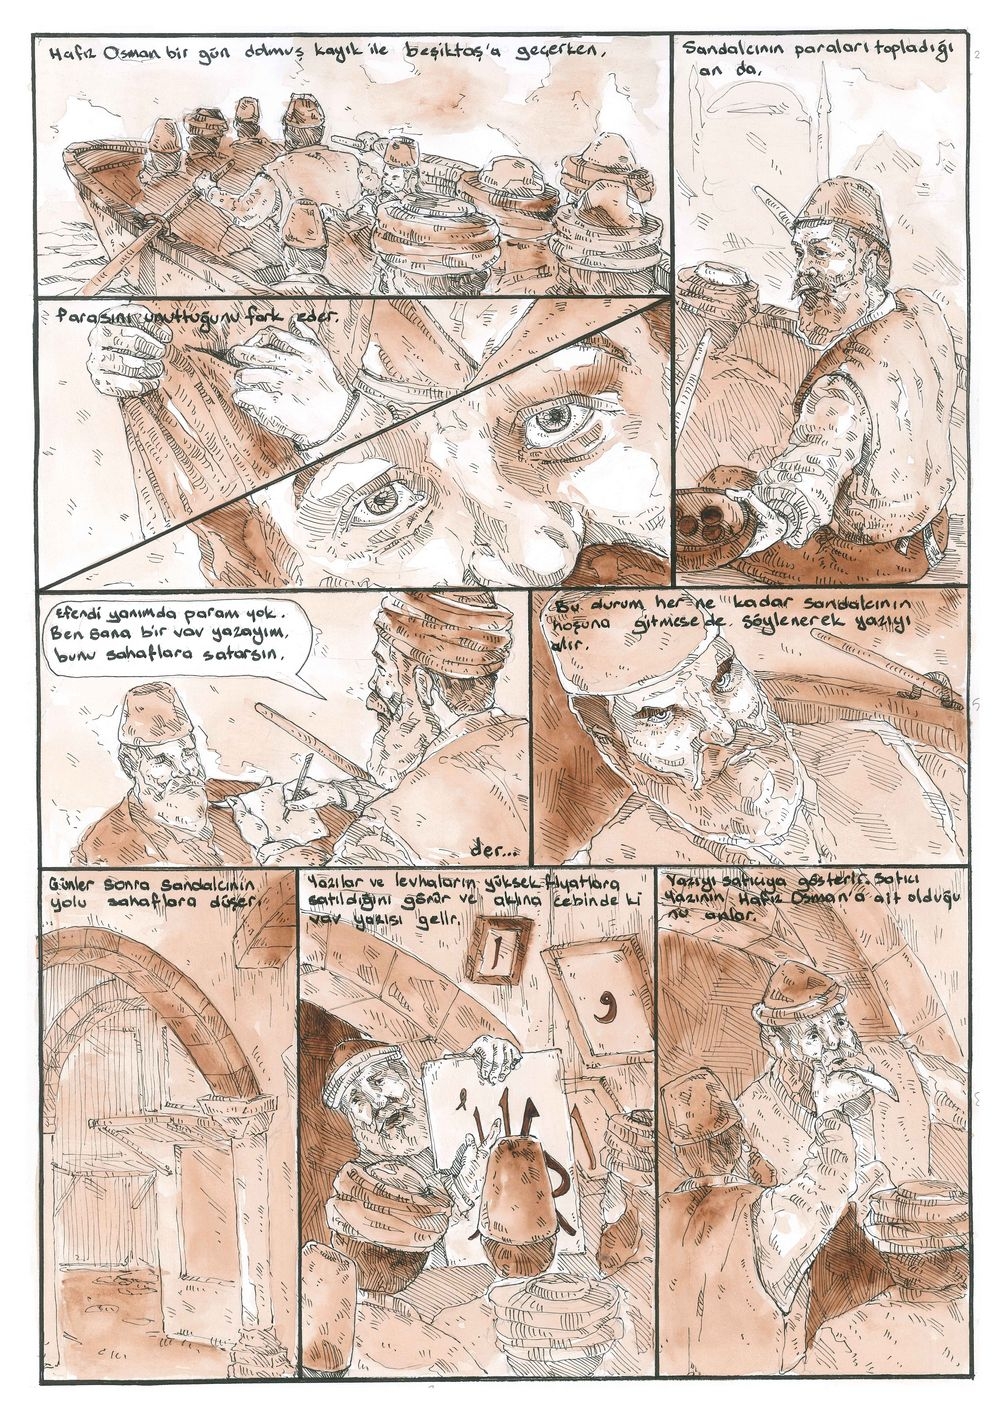 Hafız Osman bir gün dolmuş kayık ile beşiktaş'a geçerken,
Sandalcının paraları topladığı
an da,
Parasını unuttuğunu fark eder.
Efendi yanımda param yok.
Ben sana bir vav yazayım,
bunu sahaflara satarsın,
der...
Bu durum her ne kadar sandalcının
hoşuna gitmese de söylenerek yazıyı
alır.
Günler sonra sandalcının
yolu sahaflara düşer.
Yazılar ve levhaların yüksek fiyatlara
satıldığını görür ve aklına cebinde ki
vav yazısı gelir.
Yazıyı satıcıya gösterir. Satıcı
yazının Hafız Osman'a ait olduğu
nu anlar.
و